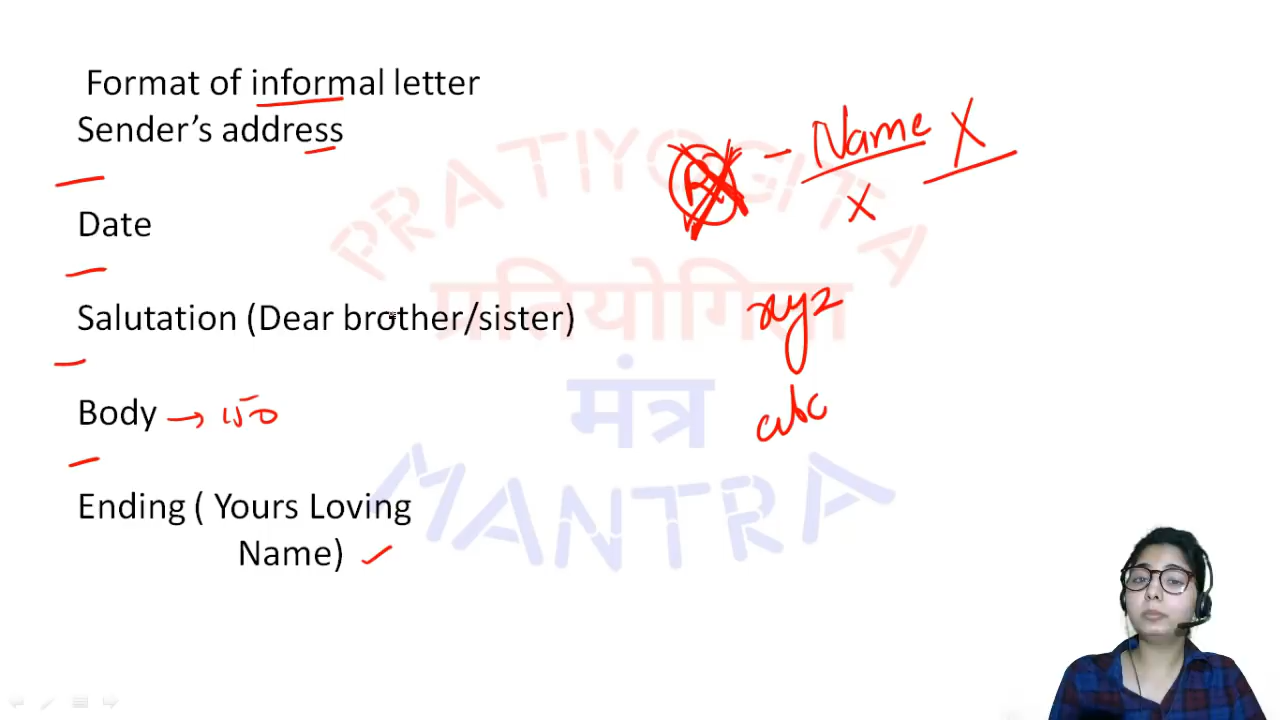 Format of informal letter
Sender's address
Date
Salutation (Dear brother/sister)
Body → 150
Ending ( Yours Loving
Name)
- Name X
X
xyz
abc
PRATIYOGITA
प्रतियोगिता
मंत्र
MANTRA